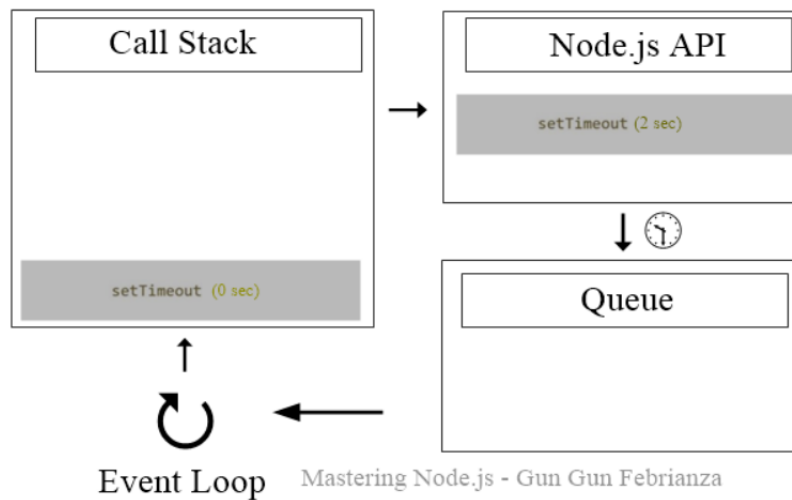 Call Stack
Node.js API
setTimeout (2 sec)
setTimeout (0 sec)
Queue
Event Loop
Mastering Node.js - Gun Gun Febrianza